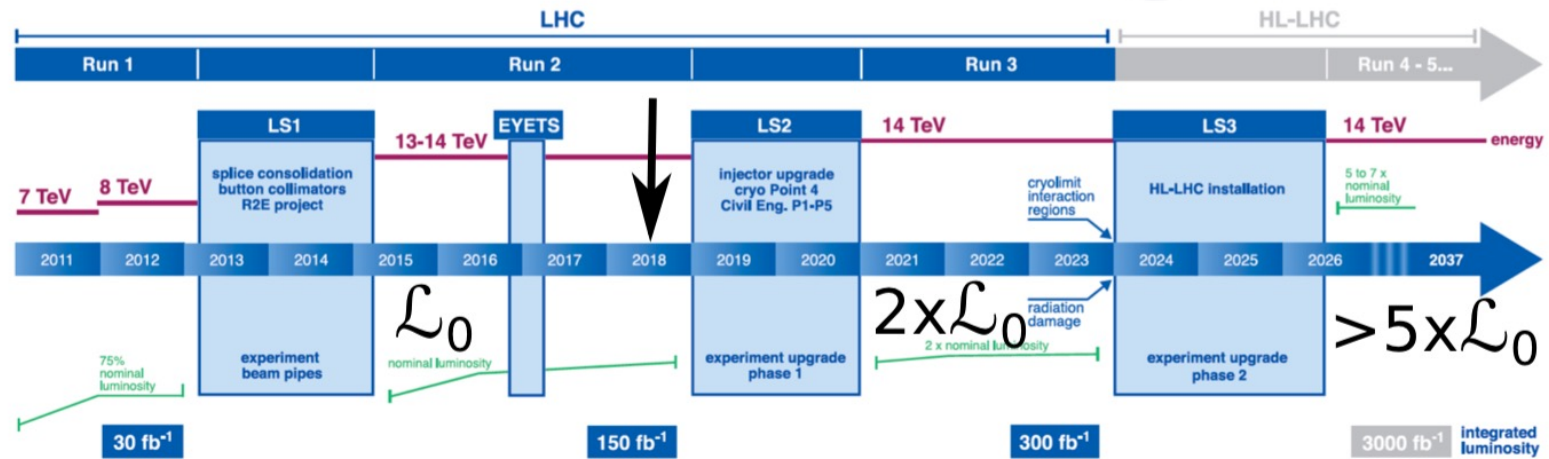 LHC
HL-LHC
Run 1
Run 2
Run 3
Run 4 - 5...
LS1
EYETS
LS2
14 TeV
LS3
14 TeV
energy
13-14 TeV
7 TeV
8 TeV
splice consolidation
button collimators
R2E project
injector upgrade
cryo Point 4
Civil Eng. P1-P5
cryolimit
interaction
regions
HL-LHC installation
5 to 7 x
nominal
luminosity
2011 2012 2013 2014 2015 2016 2017 2018 2019 2020 2021 2022 2023 2024 2025 2026 2037
ℒ0
2xℒ0
>5xℒ0
radiation
damage
75%
nominal
luminosity
experiment
beam pipes
nominal luminosity
experiment upgrade
phase 1
2 x nominal luminosity
experiment upgrade
phase 2
30 fb⁻¹
150 fb⁻¹
300 fb⁻¹
3000 fb⁻¹
integrated
luminosity